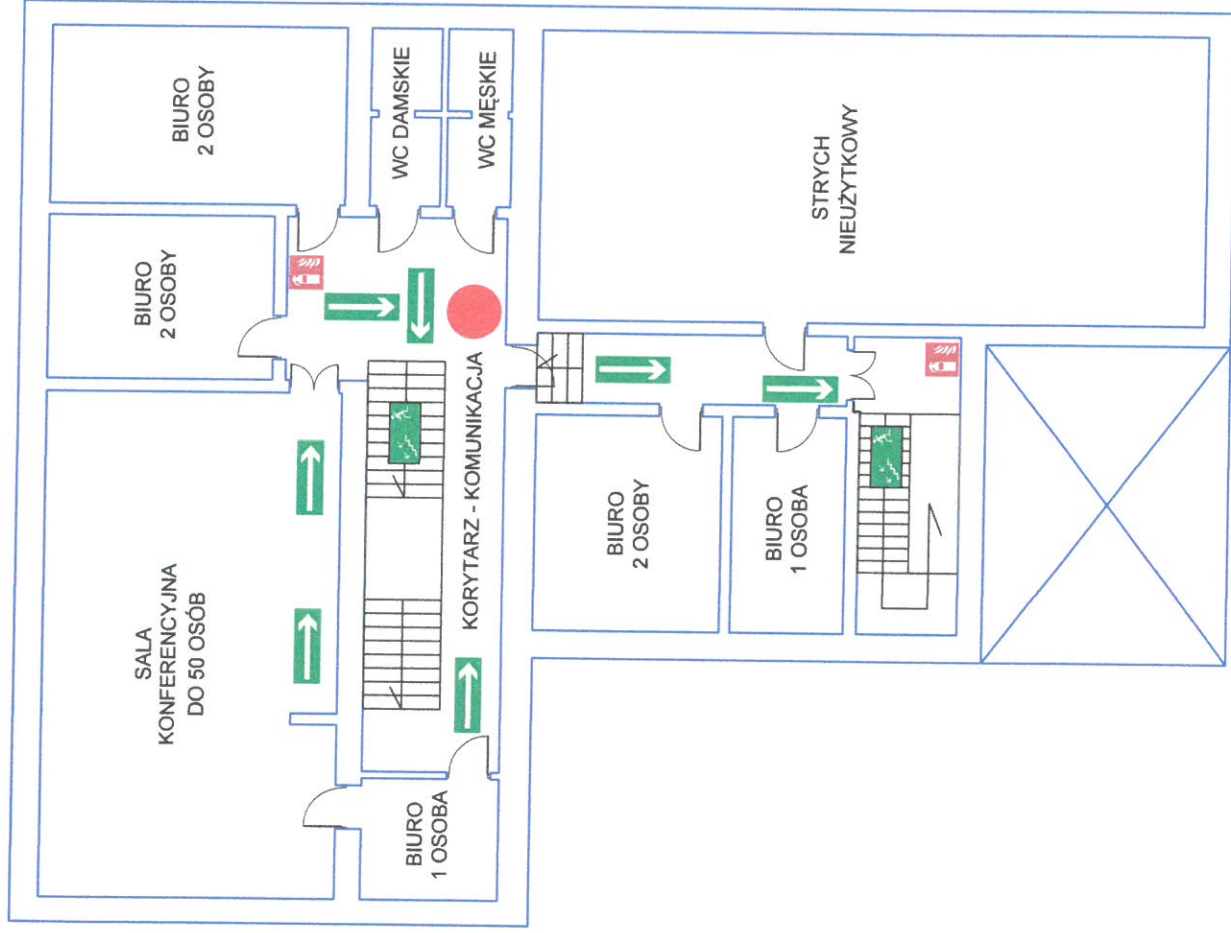 BIURO
2 OSOBY
WC DAMSKIE
WC MĘSKIE
BIURO
2 OSOBY
SALA
KONFERENCYJNA
DO 50 OSÓB
KORYTARZ - KOMUNIKACJA
BIURO
1 OSOBA
STRYCH
NIEUŻYTKOWY
BIURO
2 OSOBY
BIURO
1 OSOBA